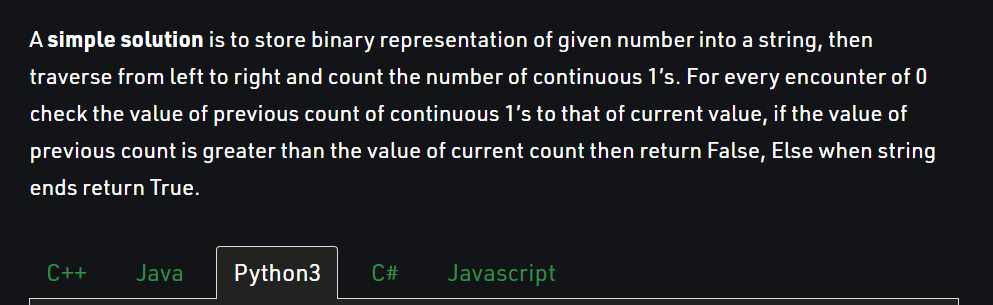 A simple solution is to store binary representation of given number into a string, then
traverse from left to right and count the number of continuous 1’s. For every encounter of 0
check the value of previous count of continuous 1’s to that of current value, if the value of
previous count is greater than the value of current count then return False, Else when string
ends return True.
C++ Java Python3 C# Javascript